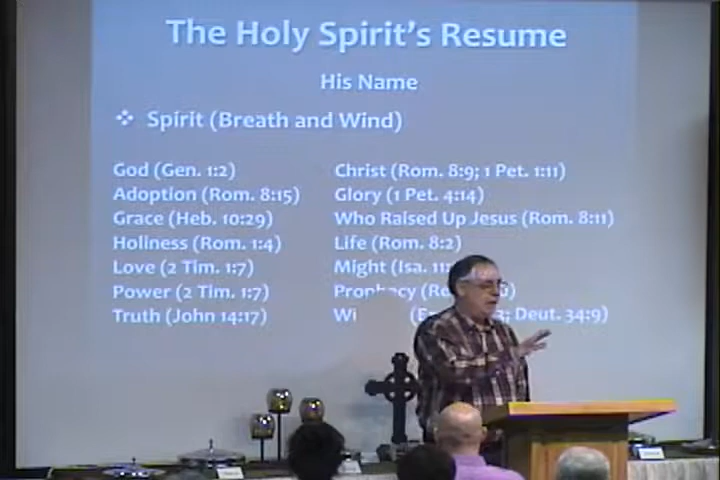 The Holy Spirit's Resume
His Name
Spirit (Breath and Wind)
God (Gen. 1:2)
Adoption (Rom. 8:15)
Grace (Heb. 10:29)
Holiness (Rom. 1:4)
Love (2 Tim. 1:7)
Power (2 Tim. 1:7)
Truth (John 14:17)
Christ (Rom. 8:9; 1 Pet. 1:11)
Glory (1 Pet. 4:14)
Who Raised Up Jesus (Rom. 8:11)
Life (Rom. 8:2)
Might (Isa.
Deut. 34:9)